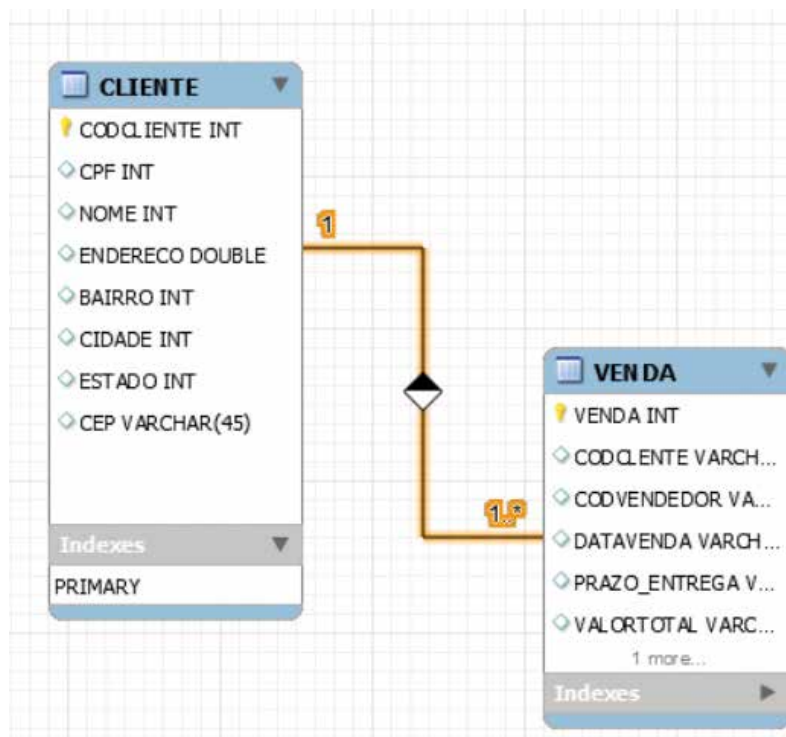 CLIENTE
CODCLIENTE INT
CPF INT
NOME INT
ENDERECO DOUBLE
BAIRRO INT
CIDADE INT
ESTADO INT
CEP VARCHAR(45)
Indexes
PRIMARY
1
1..*
VENDA
VENDA INT
CODCLENTE VARCH...
CODVENDEDOR VA...
DATAVENDA VARCH...
PRAZO_ENTREGA V...
VALORTOTAL VARC...
1 more...
Indexes